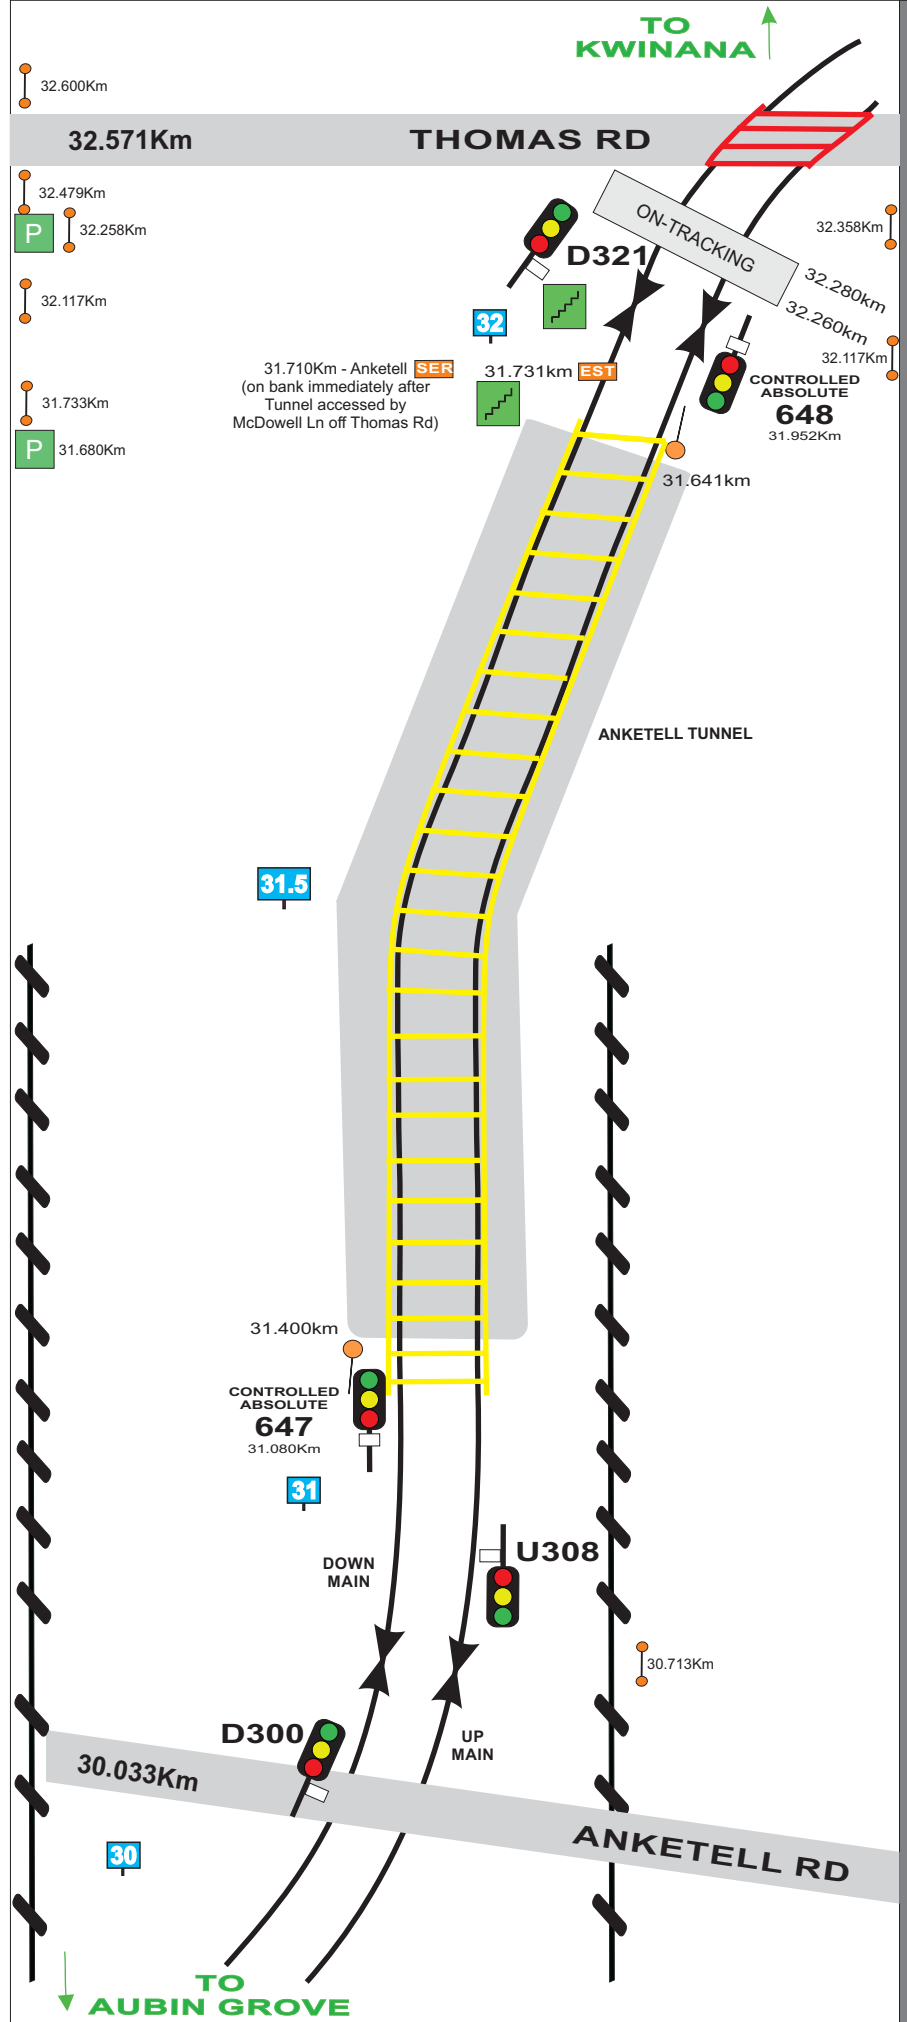 TO
KWINANA
32.600Km
32.571Km
THOMAS RD
32.479Km
P
32.258Km
ON-TRACKING
32.358Km
D321
32.280km
32.260km
32.117Km
32
32.117Km
31.710Km - Anketell SER
(on bank immediately after
Tunnel accessed by
McDowell Ln off Thomas Rd)
31.731km EST
CONTROLLED
ABSOLUTE
648
31.952Km
31.733Km
P
31.680Km
31.641km
ANKETELL TUNNEL
31.5
31.400km
CONTROLLED
ABSOLUTE
647
31.080Km
31
U308
DOWN
MAIN
30.713Km
D300
UP
MAIN
30.033Km
ANKETELL RD
30
TO
AUBIN GROVE